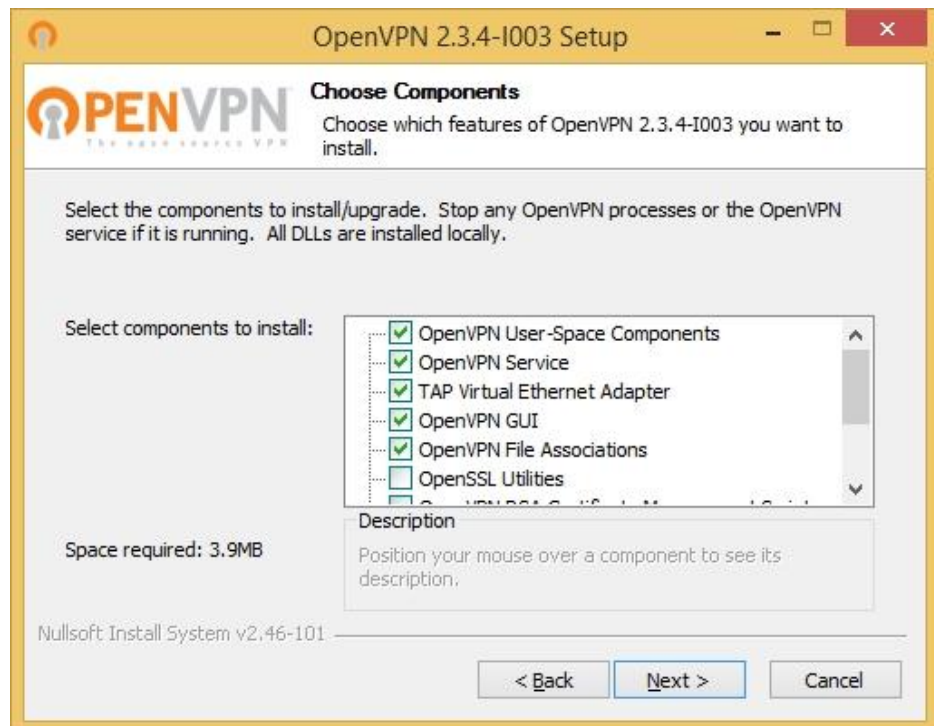 OpenVPN 2.3.4-I003 Setup
OPENVPN
The open source VPN
Choose Components
Choose which features of OpenVPN 2.3.4-I003 you want to
install.
Select the components to install/upgrade.  Stop any OpenVPN processes or the OpenVPN
service if it is running.  All DLLs are installed locally.
Select components to install:
OpenVPN User-Space Components
OpenVPN Service
TAP Virtual Ethernet Adapter
OpenVPN GUI
OpenVPN File Associations
OpenSSL Utilities
Space required: 3.9MB
Description
Position your mouse over a component to see its
description.
Nullsoft Install System v2.46-101
< Back
Next >
Cancel